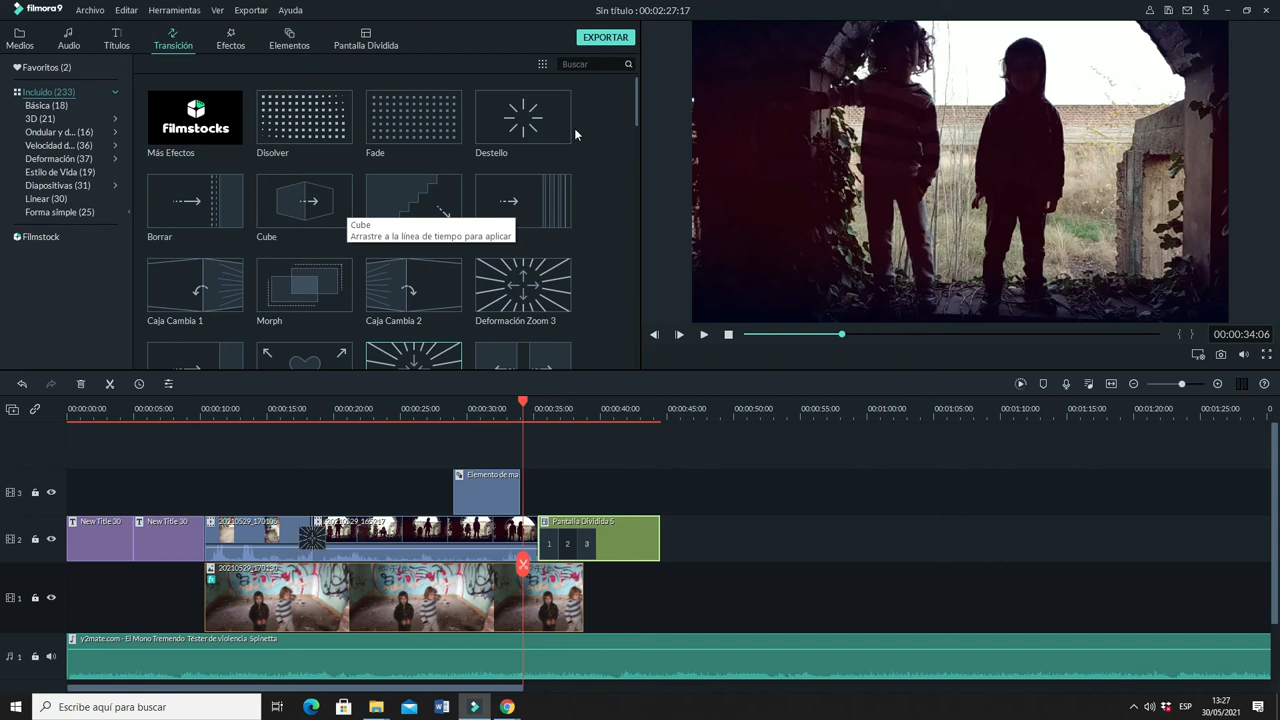 filmora9 Archivo Editar Herramientas Ver Exportar Ayuda Sin título : 00:02:27:17
Medios Audio Títulos Transición Efectos Elementos Pantalla Dividida EXPORTAR
Favoritos (2)
Buscar
Incluído (233)
Básica (18)
3D (21)
Ondular y d... (16)
Velocidad d... (36)
Deformación (37)
Estilo de Vida (19)
Diapositivas (31)
Linear (30)
Forma simple (25)
Filmstock
filmstocks
Más Efectos Disolver Fade Destello
Borrar Cube
Cube
Arrastre a la línea de tiempo para aplicar
Caja Cambia 1 Morph Caja Cambia 2 Deformación Zoom 3
{ } 00:00:34:06
00:00:00:00 00:00:05:00 00:00:10:00 00:00:15:00 00:00:20:00 00:00:25:00 00:00:30:00 00:00:35:00 00:00:40:00 00:00:45:00 00:00:50:00 00:00:55:00 00:01:00:00 00:01:05:00 00:01:10:00 00:01:15:00 00:01:20:00 00:01:25:00 0
3 Elemento de ma
2 New Title 30 New Title 30 20210529_170105 Pantalla Dividida 5
1 2 3
1 20210529_170130
1 y2mate.com - El Mono Tremendo Téster de violencia Spinetta
Escribe aquí para buscar
ESP 13:27
30/05/2021